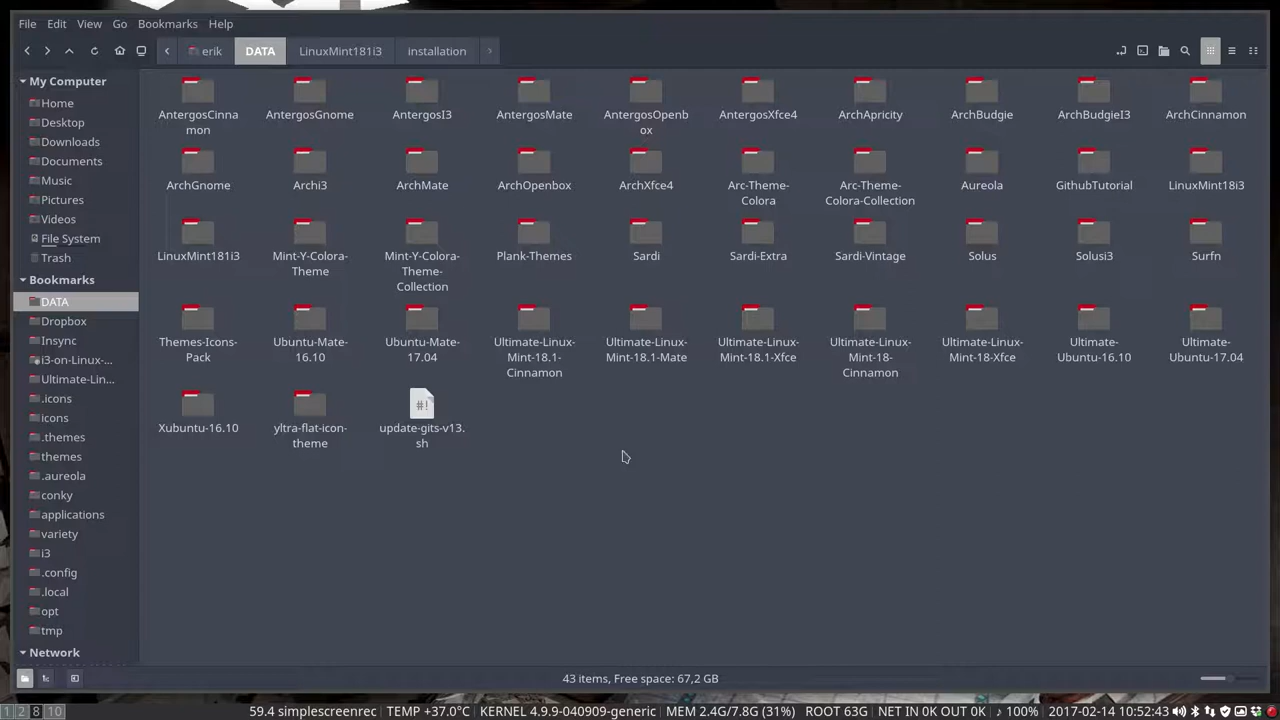 File Edit View Go Bookmarks Help
erik DATA LinuxMint181i3 installation
My Computer
Home
Desktop
Downloads
Documents
Music
Pictures
Videos
File System
Trash
Bookmarks
DATA
Dropbox
Insync
i3-on-Linux-...
Ultimate-Lin...
.icons
icons
.themes
themes
.aureola
conky
applications
variety
i3
.config
.local
opt
tmp
Network
AntergosCinna
mon
AntergosGnome
AntergosI3
AntergosMate
AntergosOpenb
ox
AntergosXfce4
ArchApricity
ArchBudgie
ArchBudgieI3
ArchCinnamon
ArchGnome
Archi3
ArchMate
ArchOpenbox
ArchXfce4
Arc-Theme-
Colora
Arc-Theme-
Colora-Collection
Aureola
GithubTutorial
LinuxMint18i3
LinuxMint181i3
Mint-Y-Colora-
Theme
Mint-Y-Colora-
Theme-
Collection
Plank-Themes
Sardi
Sardi-Extra
Sardi-Vintage
Solus
Solusi3
Surfn
Themes-Icons-
Pack
Ubuntu-Mate-
16.10
Ubuntu-Mate-
17.04
Ultimate-Linux-
Mint-18.1-
Cinnamon
Ultimate-Linux-
Mint-18.1-Mate
Ultimate-Linux-
Mint-18.1-Xfce
Ultimate-Linux-
Mint-18-
Cinnamon
Ultimate-Linux-
Mint-18-Xfce
Ultimate-
Ubuntu-16.10
Ultimate-
Ubuntu-17.04
Xubuntu-16.10
yltra-flat-icon-
theme
#!
update-gits-v13.
sh
43 items, Free space: 67,2 GB
1 2 8 10 59.4 simplescreenrec TEMP +37.0°C KERNEL 4.9.9-040909-generic MEM 2.4G/7.8G (31%) ROOT 63G NET IN 0K OUT 0K ♪ 100% 2017-02-14 10:52:43